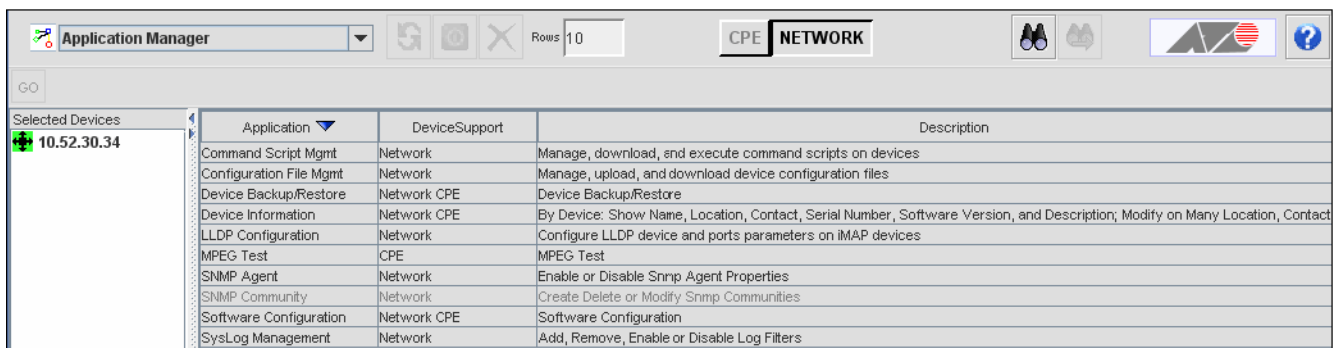 Application Manager Rows 10 CPE NETWORK ?
GO
Selected Devices
10.52.30.34
Application DeviceSupport Description
Command Script Mgmt Network Manage, download, and execute command scripts on devices
Configuration File Mgmt Network Manage, upload, and download device configuration files
Device Backup/Restore Network CPE Device Backup/Restore
Device Information Network CPE By Device: Show Name, Location, Contact, Serial Number, Software Version, and Description; Modify on Many Location, Contact
LLDP Configuration Network Configure LLDP device and ports parameters on iMAP devices
MPEG Test CPE MPEG Test
SNMP Agent Network Enable or Disable Snmp Agent Properties
SNMP Community Network Create Delete or Modify Snmp Communities
Software Configuration Network CPE Software Configuration
SysLog Management Network Add, Remove, Enable or Disable Log Filters